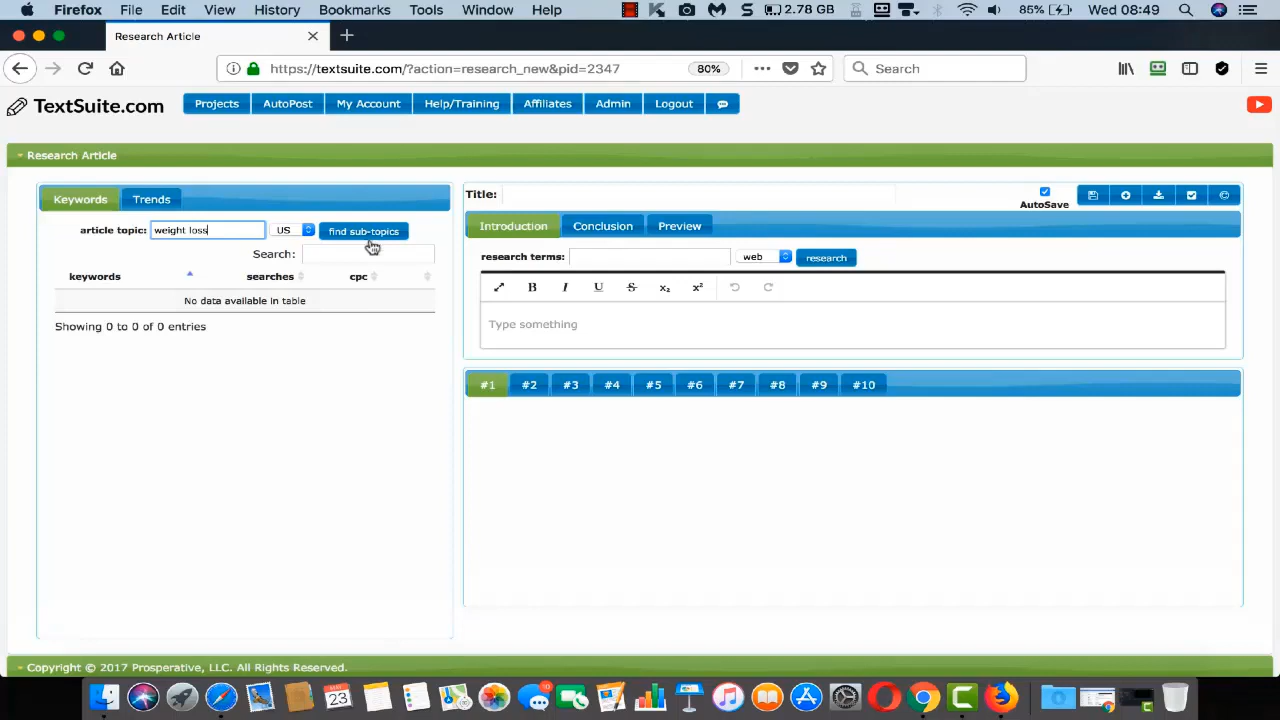 Firefox File Edit View History Bookmarks Tools Window Help 2.78 GB 85% Wed 08:49
Research Article
https://textsuite.com/?action=research_new&pid=2347 80% Search
TextSuite.com Projects AutoPost My Account Help/Training Affiliates Admin Logout
Research Article
Keywords Trends
article topic: weight loss US find sub-topics
Search:
keywords searches cpc
No data available in table
Showing 0 to 0 of 0 entries
Title: AutoSave
Introduction Conclusion Preview
research terms: web research
B I U S x₂ x²
Type something
#1 #2 #3 #4 #5 #6 #7 #8 #9 #10
Copyright © 2017 Prosperative, LLC. All Rights Reserved.
MAY
23